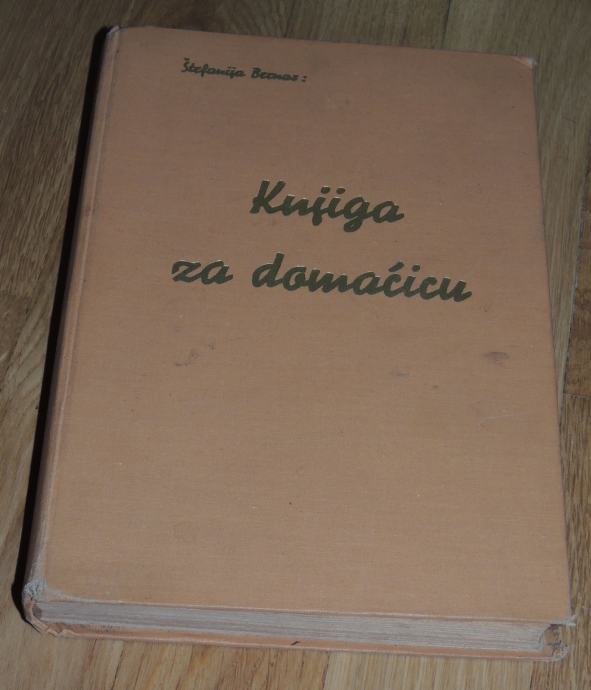 Štefanija Bernas:
Knjiga
za domaćicu